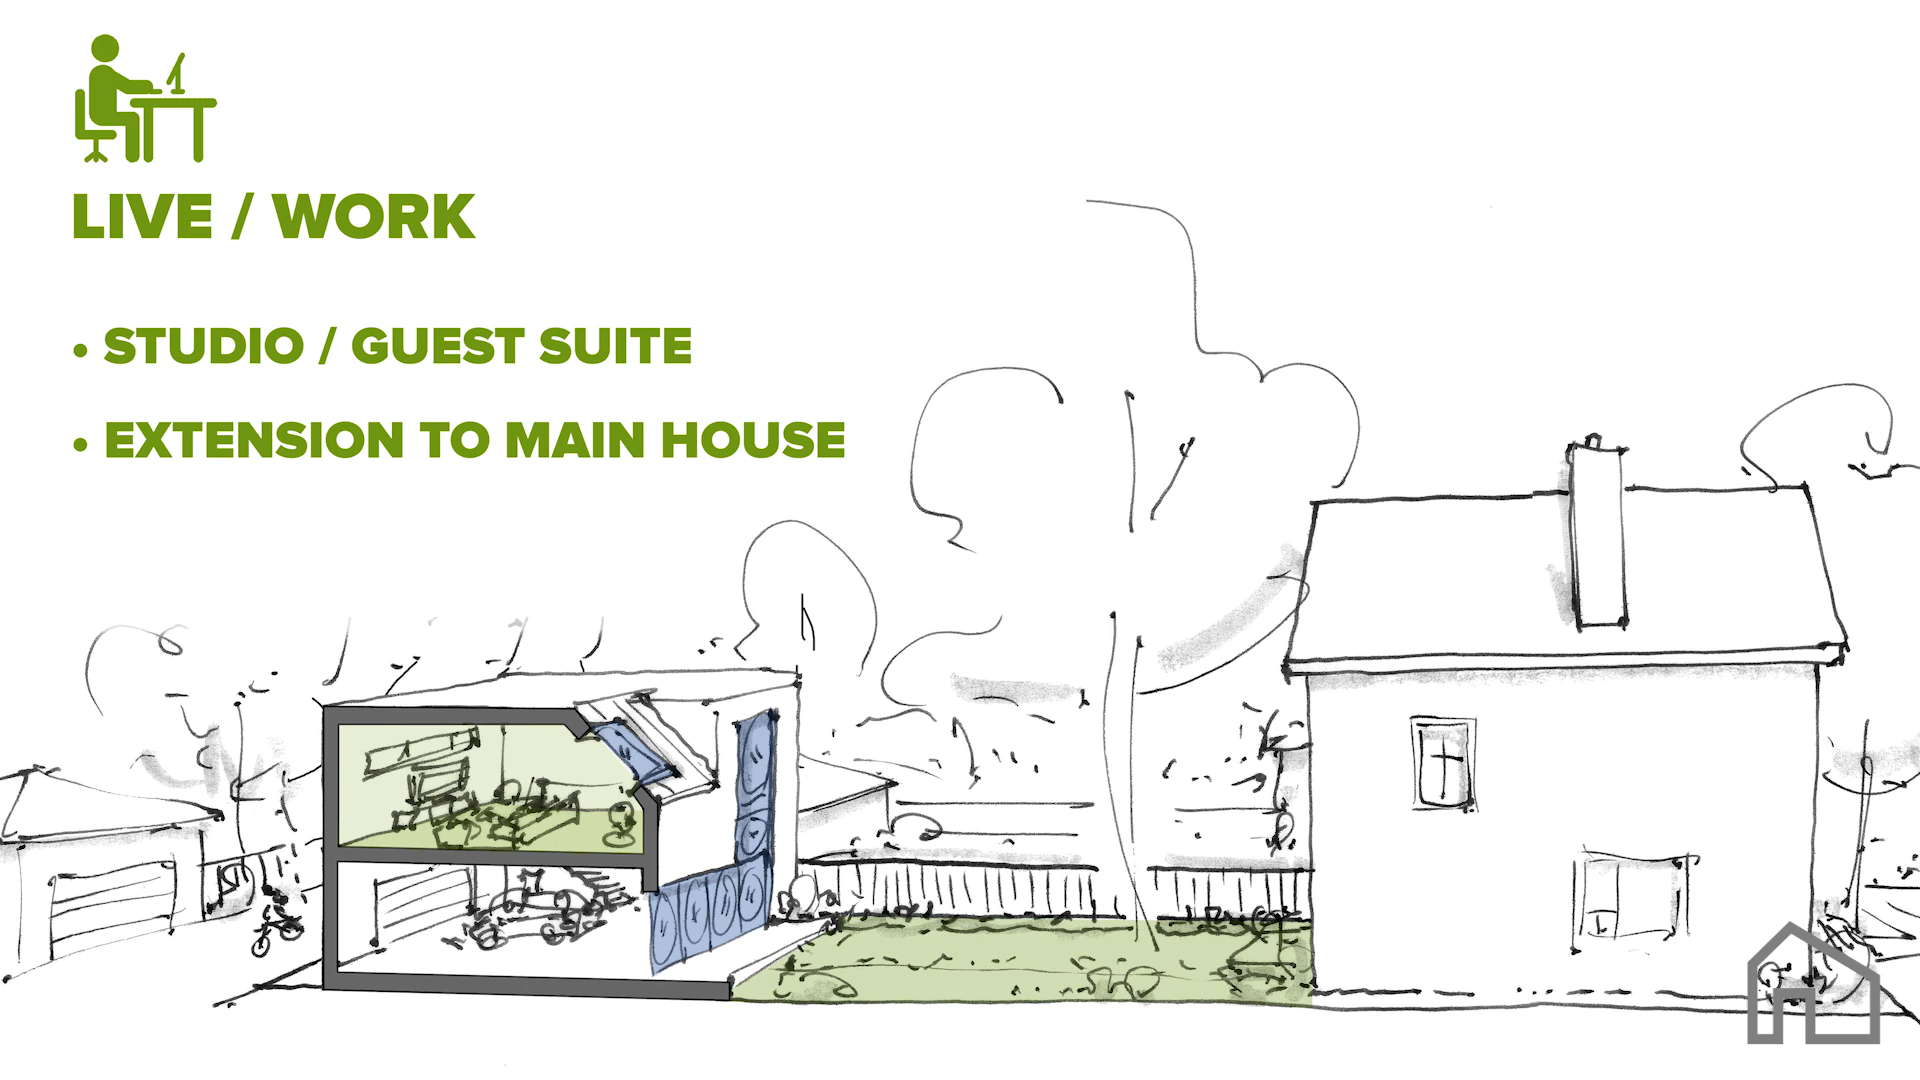 LIVE / WORK
• STUDIO / GUEST SUITE
• EXTENSION TO MAIN HOUSE